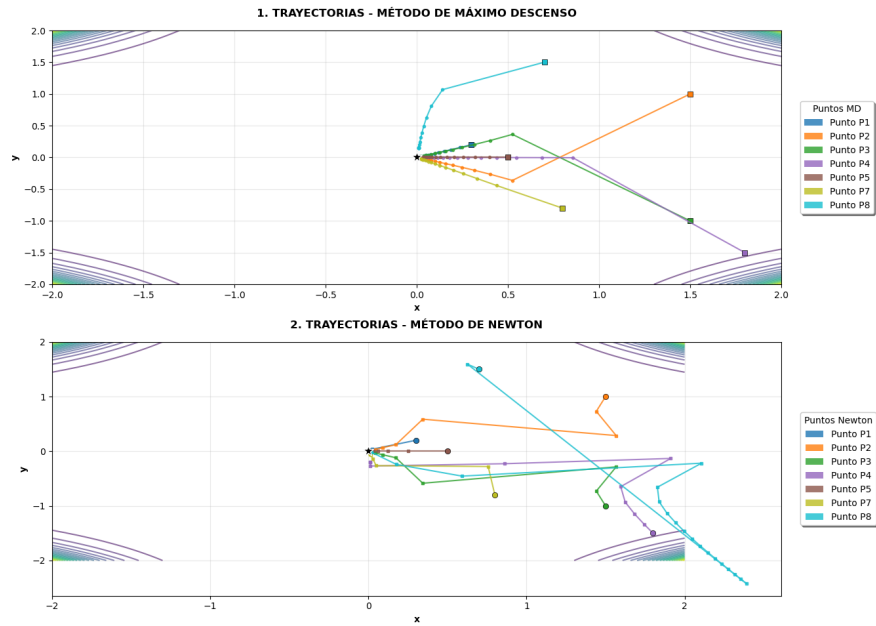 1. TRAYECTORIAS - MÉTODO DE MÁXIMO DESCENSO
2.0
1.5
1.0
0.5
0.0
−0.5
−1.0
−1.5
−2.0
y
−2.0 −1.5 −1.0 −0.5 0.0 0.5 1.0 1.5 2.0
x
Puntos MD
Punto P1
Punto P2
Punto P3
Punto P4
Punto P5
Punto P7
Punto P8
2. TRAYECTORIAS - MÉTODO DE NEWTON
2
1
0
−1
−2
y
−2 −1 0 1 2
x
Puntos Newton
Punto P1
Punto P2
Punto P3
Punto P4
Punto P5
Punto P7
Punto P8